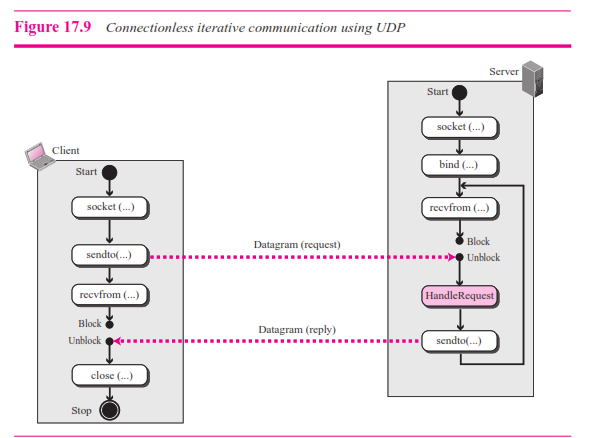 Figure 17.9 Connectionless iterative communication using UDP
Server
Start
socket (...)
bind (...)
recvfrom (...)
Block
Unblock
HandleRequest
sendto(...)
Client
Start
socket (...)
sendto(...)
recvfrom (...)
Block
Unblock
close (...)
Stop
Datagram (request)
Datagram (reply)